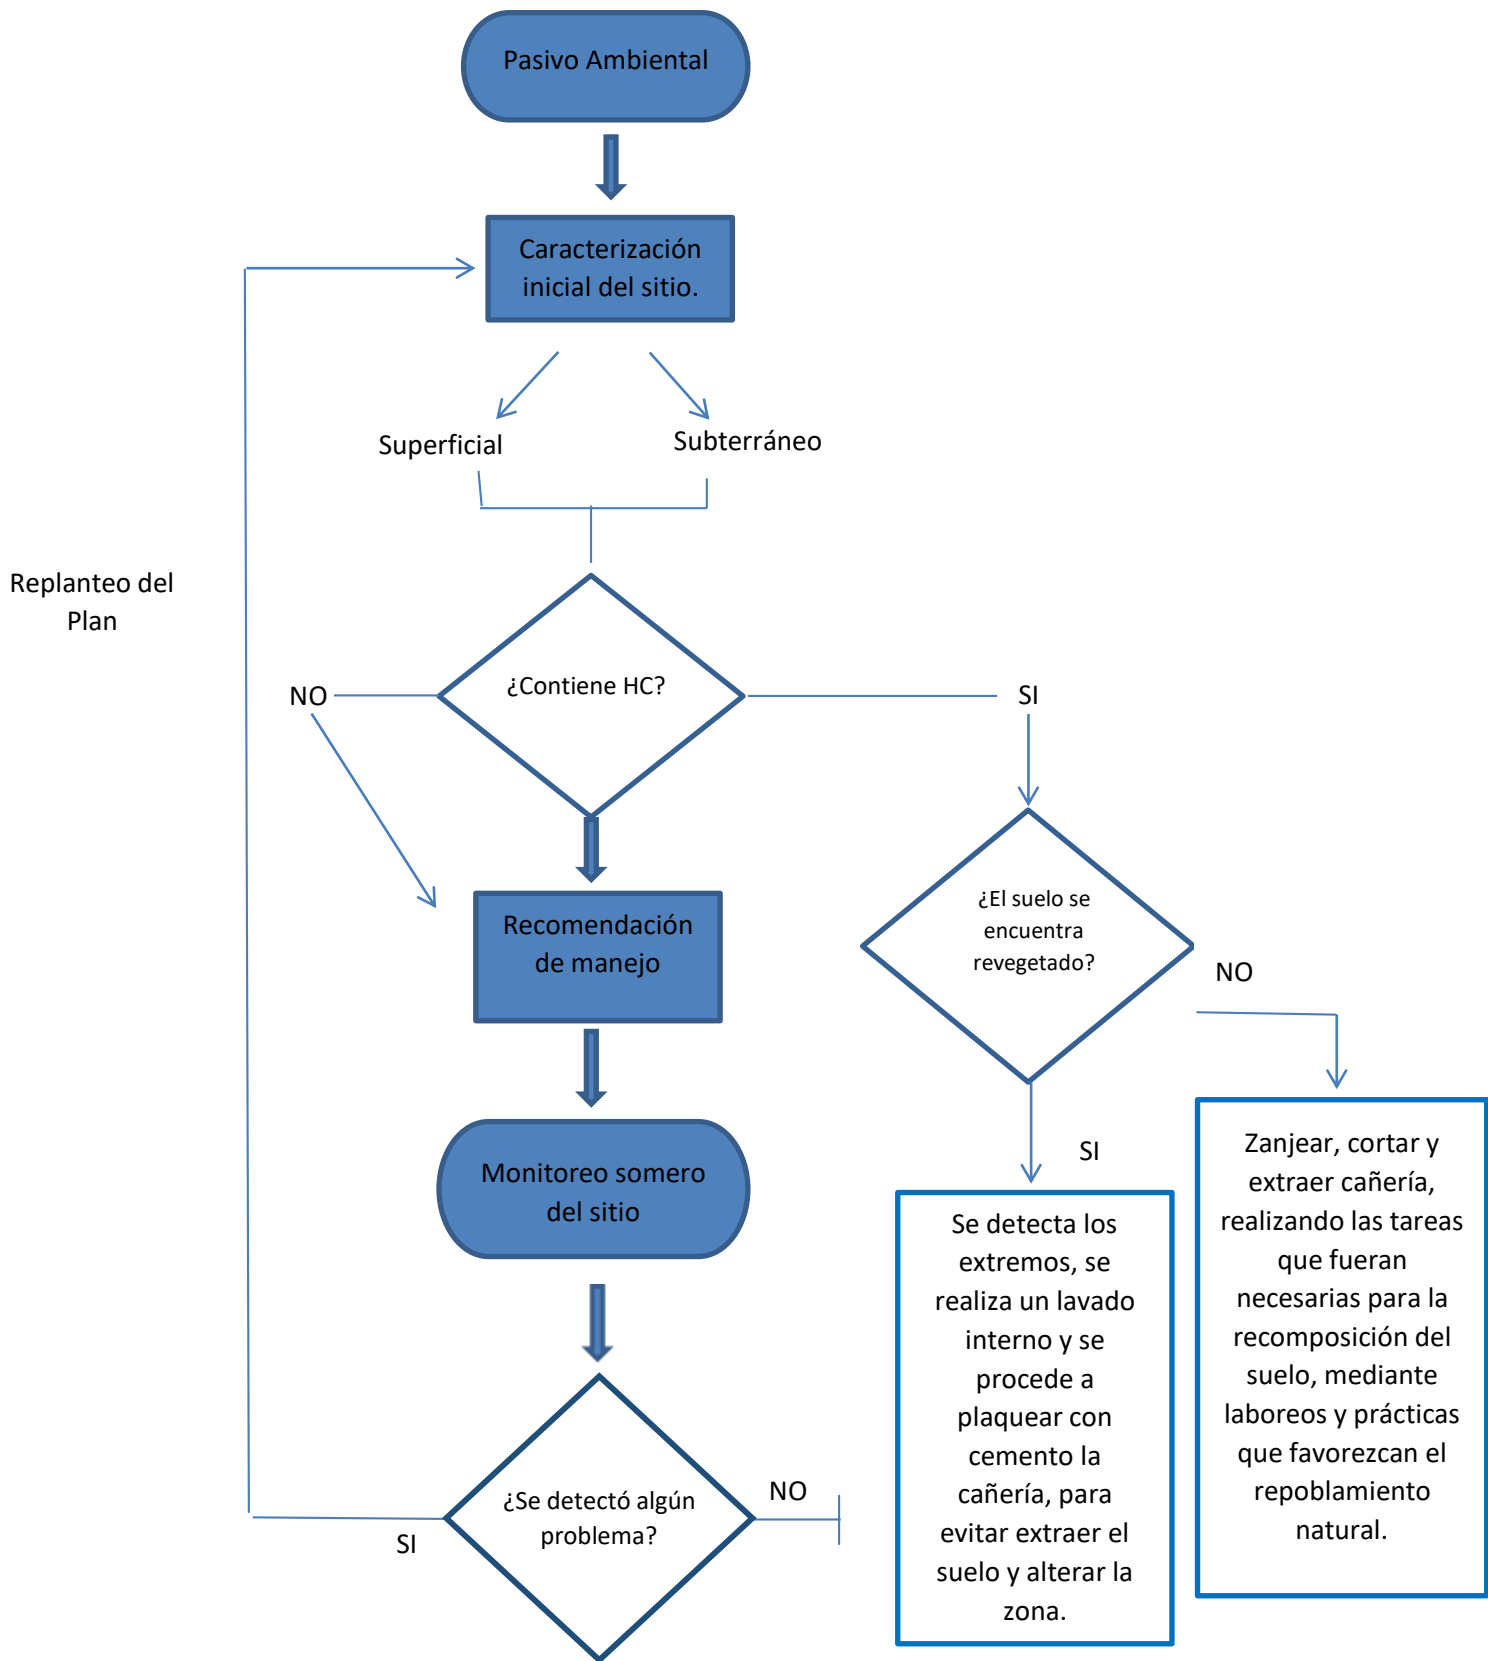 Pasivo Ambiental
Caracterización
inicial del sitio.
Superficial
Subterráneo
Replanteo del
Plan
¿Contiene HC?
NO
SI
Recomendación
de manejo
¿El suelo se
encuentra
revegetado?
NO
SI
Monitoreo somero
del sitio
Zanjear, cortar y
extraer cañería,
realizando las tareas
que fueran
necesarias para la
recomposición del
suelo, mediante
laboreos y prácticas
que favorezcan el
repoblamiento
natural.
Se detecta los
extremos, se
realiza un lavado
interno y se
procede a
plaquear con
cemento la
cañería, para
evitar extraer el
suelo y alterar la
zona.
¿Se detectó algún
problema?
NO
SI